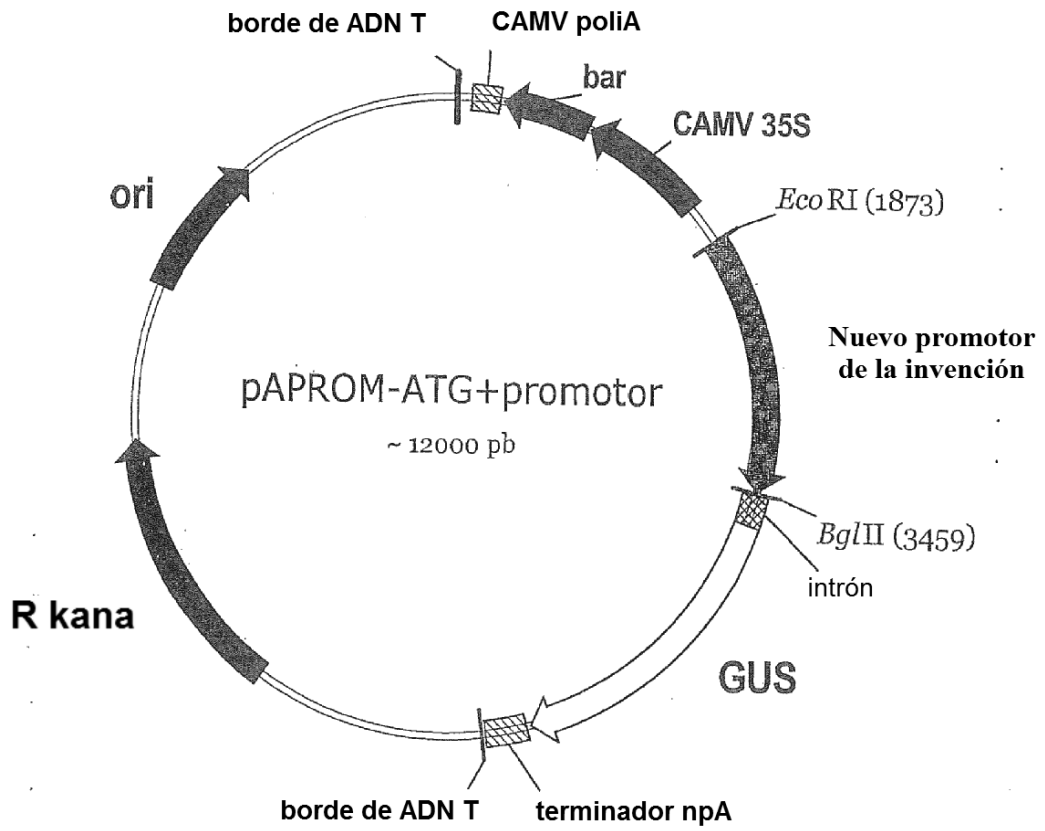 borde de ADN T
CAMV poliA
bar
CAMV 35S
EcoRI (1873)
ori
Nuevo promotor
de la invención
pAPROM-ATG+promotor
~ 12000 pb
BglII (3459)
intrón
R kana
GUS
borde de ADN T
terminador npA